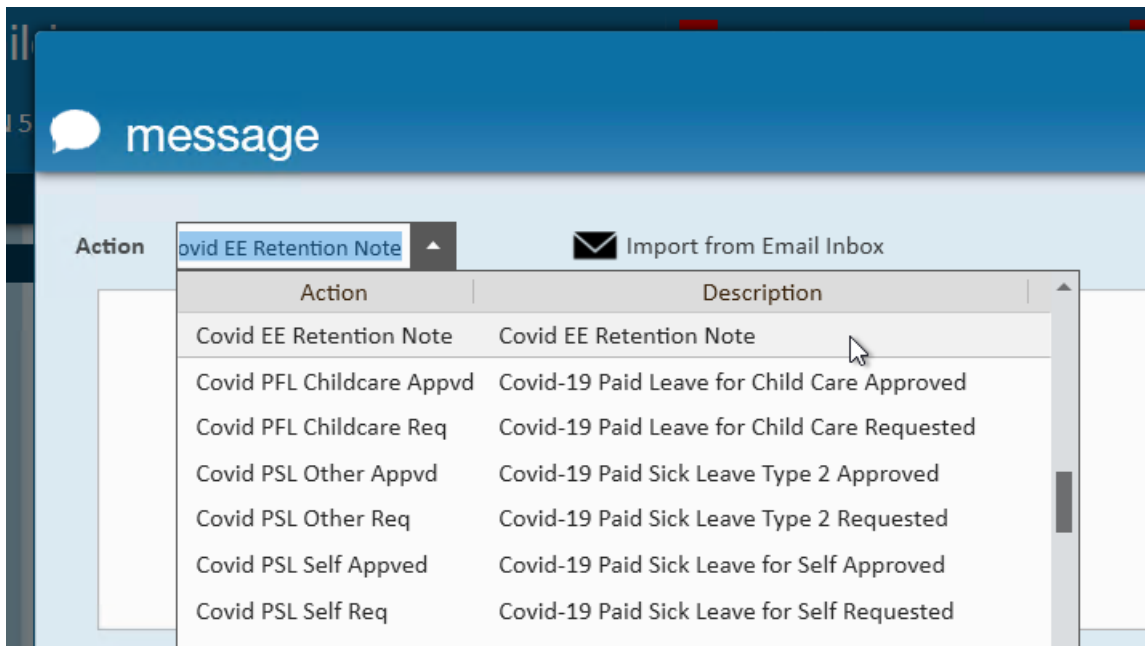 message
Action ovid EE Retention Note Import from Email Inbox
Action Description
Covid EE Retention Note Covid EE Retention Note
Covid PFL Childcare Appvd Covid-19 Paid Leave for Child Care Approved
Covid PFL Childcare Req Covid-19 Paid Leave for Child Care Requested
Covid PSL Other Appvd Covid-19 Paid Sick Leave Type 2 Approved
Covid PSL Other Req Covid-19 Paid Sick Leave Type 2 Requested
Covid PSL Self Appved Covid-19 Paid Sick Leave for Self Approved
Covid PSL Self Req Covid-19 Paid Sick Leave for Self Requested